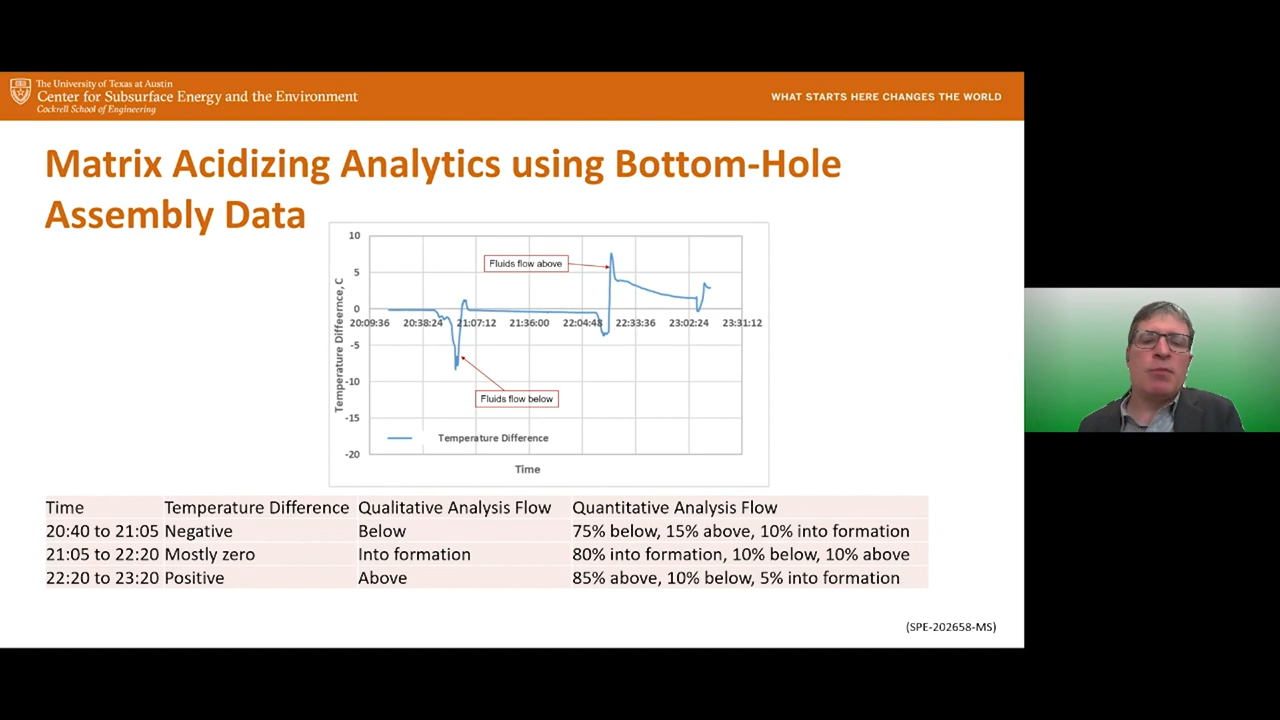 The University of Texas at Austin
Center for Subsurface Energy and the Environment
Cockrell School of Engineering
WHAT STARTS HERE CHANGES THE WORLD
Matrix Acidizing Analytics using Bottom-Hole
Assembly Data
10
5
0
-5
-10
-15
-20
Temperature Differernce, C
Fluids flow above
20:09:36 20:38:24 21:07:12 21:36:00 22:04:48 22:33:36 23:02:24 23:31:12
Fluids flow below
Temperature Difference
Time
Time Temperature Difference Qualitative Analysis Flow Quantitative Analysis Flow
20:40 to 21:05 Negative Below 75% below, 15% above, 10% into formation
21:05 to 22:20 Mostly zero Into formation 80% into formation, 10% below, 10% above
22:20 to 23:20 Positive Above 85% above, 10% below, 5% into formation
(SPE-202658-MS)